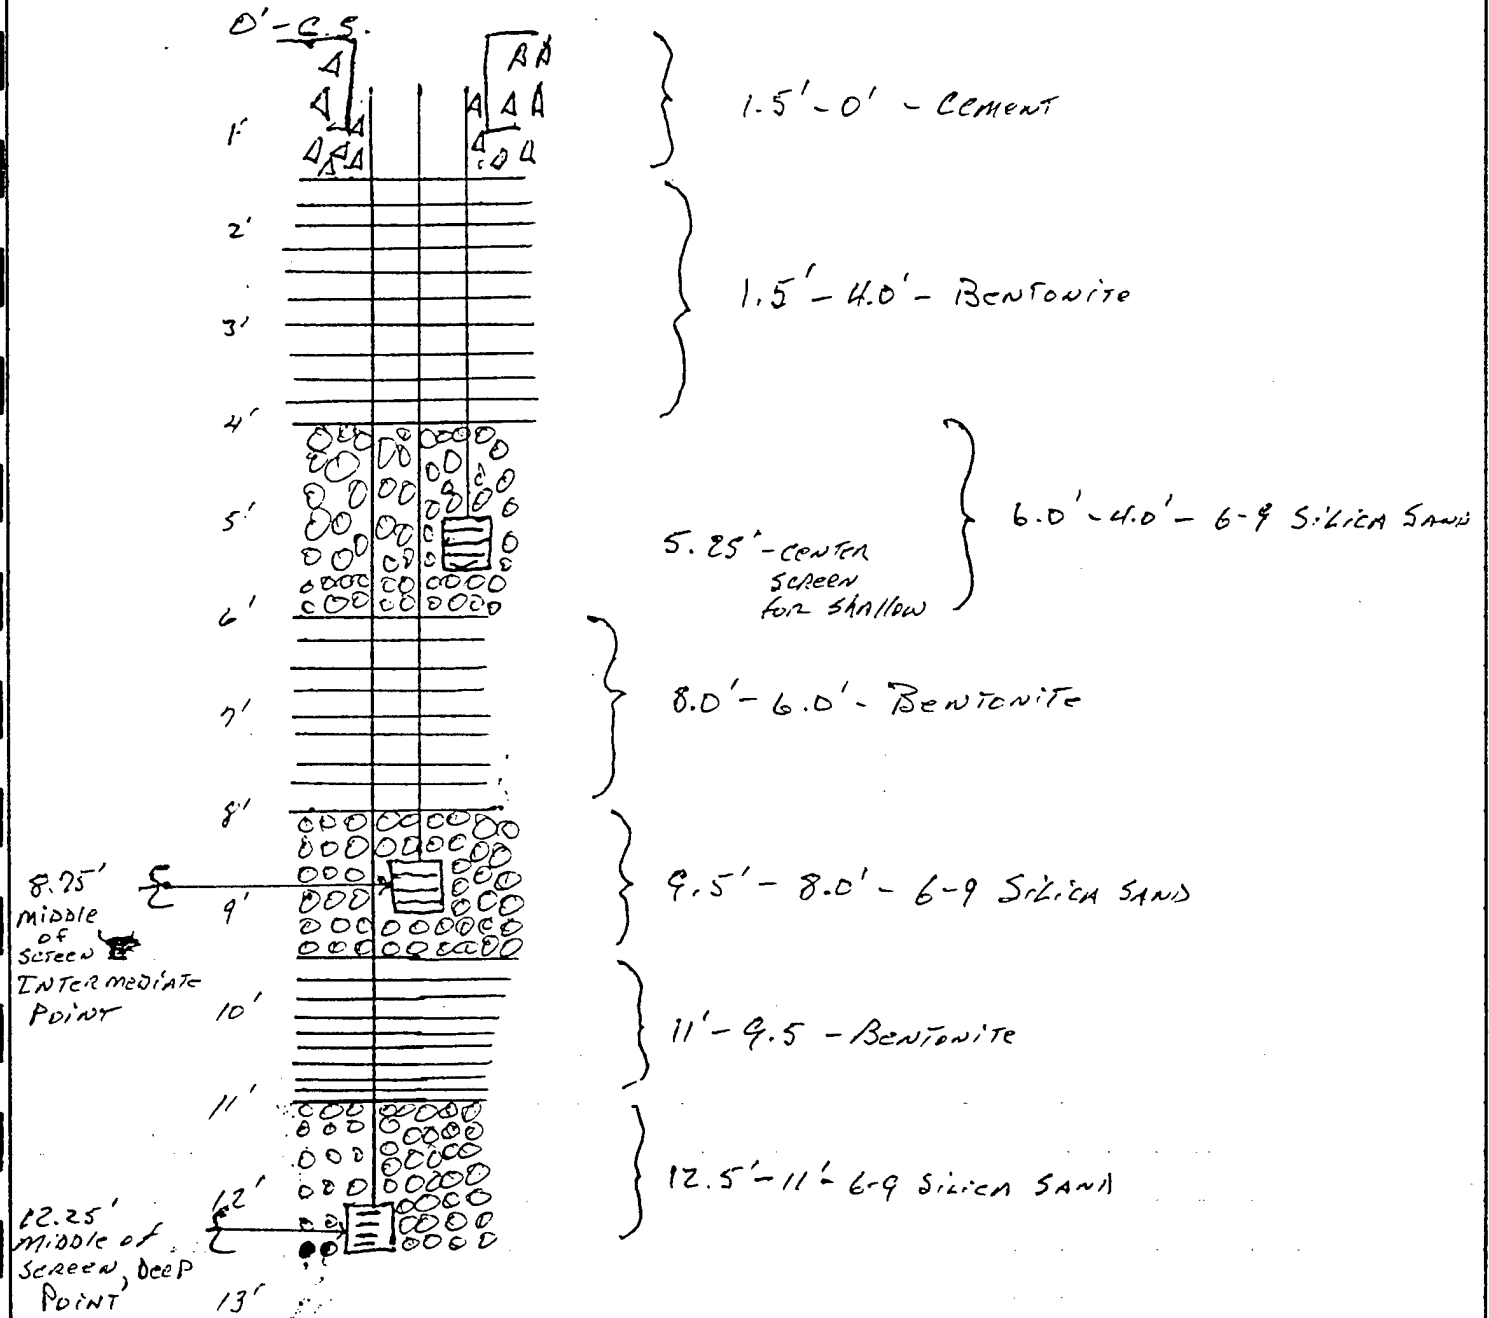 0' - G.S.
1'
1.5' - 0' - Cement
2'
1.5' - 4.0' - Bentonite
3'
4'
5'
6.0' - 4.0' - 6-9 Silica Sand
5.25' - center
screen
for shallow
6'
8.0' - 6.0' - Bentonite
7'
8'
8.75'
middle
of
screen
Intermediate
Point
9'
9.5' - 8.0' - 6-9 Silica Sand
10'
11' - 9.5 - Bentonite
11'
12.5' - 11' - 6-9 Silica Sand
12'
12.25'
Middle of
Screen, Deep
Point
13'